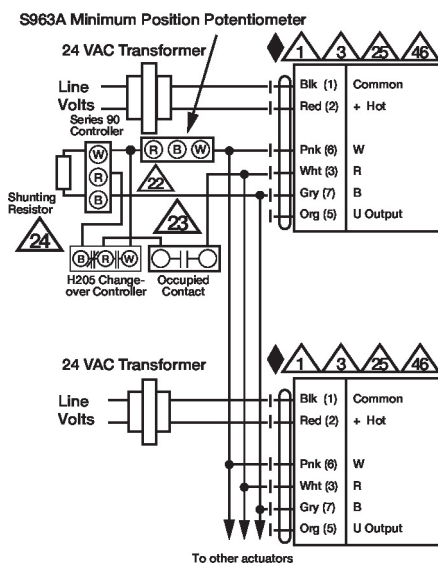 S963A Minimum Position Potentiometer
24 VAC Transformer
1 3 25 46
Line
Volts
Blk (1) Common
Red (2) + Hot
Series 90
Controller
W
R
B
R B W
Pnk (6) W
Wht (3) R
Gry (7) B
Org (5) U Output
22
Shunting
Resistor
24
23
B R W
H205 Change-
over Controller
Occupied
Contact
24 VAC Transformer
1 3 25 46
Line
Volts
Blk (1) Common
Red (2) + Hot
Pnk (6) W
Wht (3) R
Gry (7) B
Org (5) U Output
To other actuators